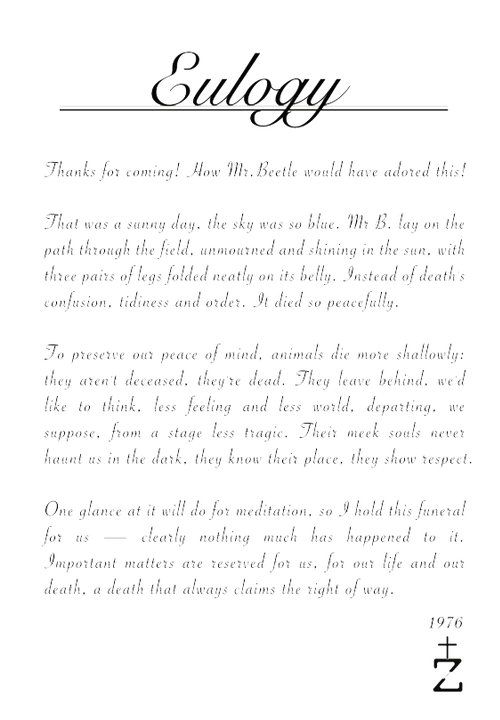 Eulogy
Thanks for coming! How Mr.Beetle would have adored this!
That was a sunny day, the sky was so blue. Mr B. lay on the
path through the field, unmourned and shining in the sun, with
three pairs of legs folded neatly on its belly. Instead of death's
confusion, tidiness and order. It died so peacefully.
To preserve our peace of mind, animals die more shallowly:
they aren't deceased, they're dead. They leave behind, we'd
like to think, less feeling and less world, departing, we
suppose, from a stage less tragic. Their meek souls never
haunt us in the dark, they know their place, they show respect.
One glance at it will do for meditation, so I hold this funeral
for us — clearly nothing much has happened to it.
Important matters are reserved for us, for our life and our
death, a death that always claims the right of way.
1976
Z